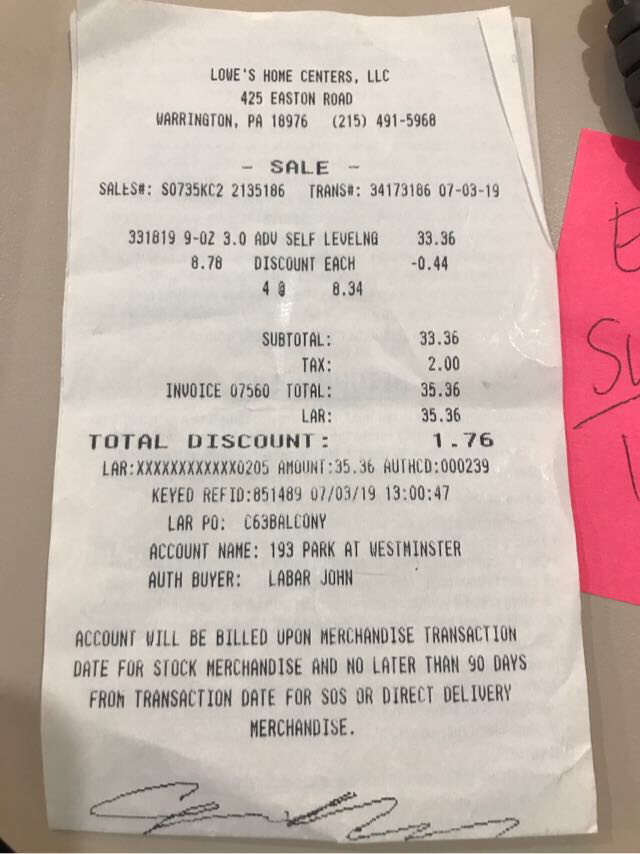 LOWE'S HOME CENTERS, LLC
425 EASTON ROAD
WARRINGTON, PA 18976 (215) 491-5968
- SALE -
SALES#: S0735KC2 2135186 TRANS#: 34173186 07-03-19
331819 9-OZ 3.0 ADV SELF LEVELNG 33.36
8.78 DISCOUNT EACH -0.44
4 @ 8.34
SUBTOTAL: 33.36
TAX: 2.00
INVOICE 07560 TOTAL: 35.36
LAR: 35.36
TOTAL DISCOUNT: 1.76
LAR:XXXXXXXXXXXX0205 AMOUNT:35.36 AUTHCD:000239
KEYED REFID:851489 07/03/19 13:00:47
LAR PO: C63BALCONY
ACCOUNT NAME: 193 PARK AT WESTMINSTER
AUTH BUYER: LABAR JOHN
ACCOUNT WILL BE BILLED UPON MERCHANDISE TRANSACTION
DATE FOR STOCK MERCHANDISE AND NO LATER THAN 90 DAYS
FROM TRANSACTION DATE FOR SOS OR DIRECT DELIVERY
MERCHANDISE.